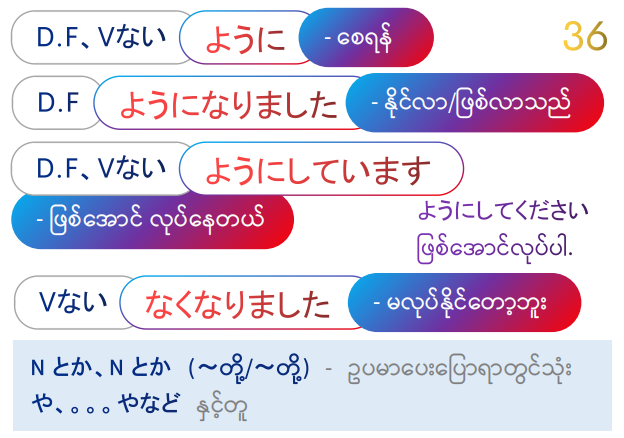 D.F、Vない ように - စေရန် 36
D.F ようになりました - နိုင်လာ/ဖြစ်လာသည်
D.F、Vない ようにしています
- ဖြစ်အောင် လုပ်နေတယ်
ようにしてください
ဖြစ်အောင်လုပ်ပါ.
Vない なくなりました - မလုပ်နိုင်တော့ဘူး
N とか、N とか (～တို့/～တို့) - ဥပမာပေးပြောရာတွင်သုံး
や、。。。やなど နှင့်တူ